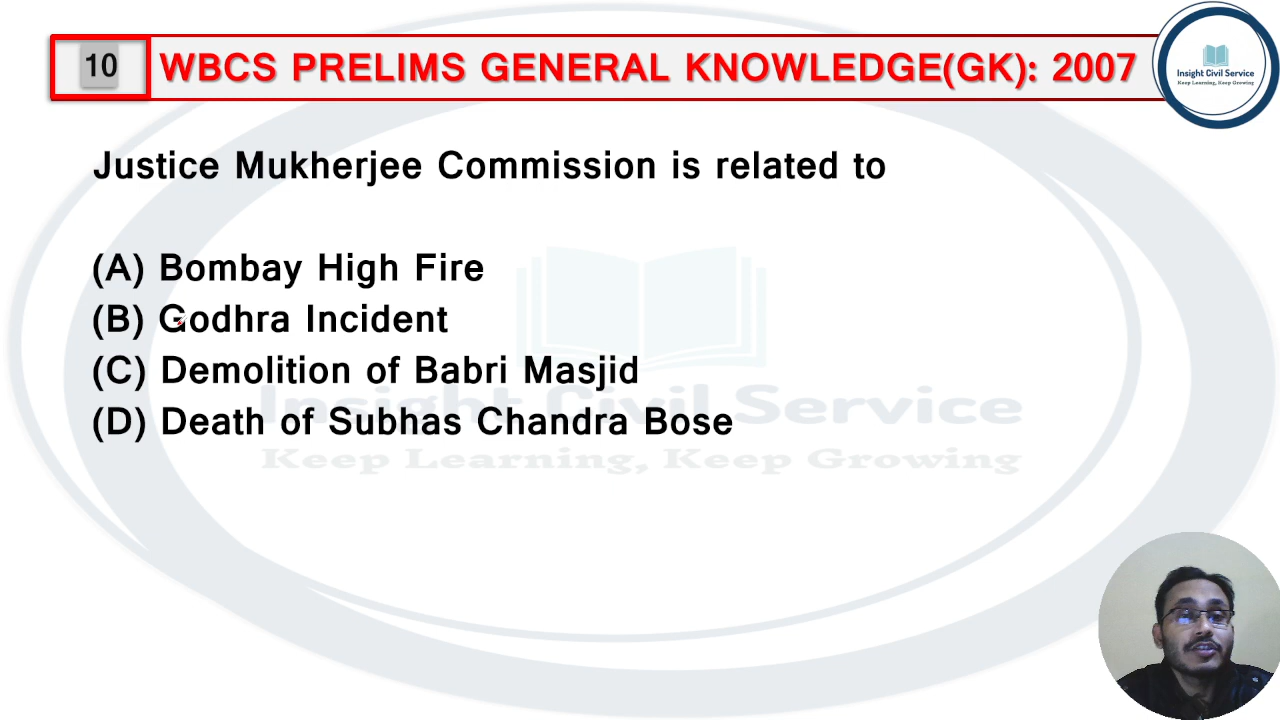 10
WBCS PRELIMS GENERAL KNOWLEDGE(GK): 2007
Insight Civil Service
Keep Learning, Keep Growing
Justice Mukherjee Commission is related to
(A) Bombay High Fire
(B) Godhra Incident
(C) Demolition of Babri Masjid
(D) Death of Subhas Chandra Bose
Insight Civil Service
Keep Learning, Keep Growing